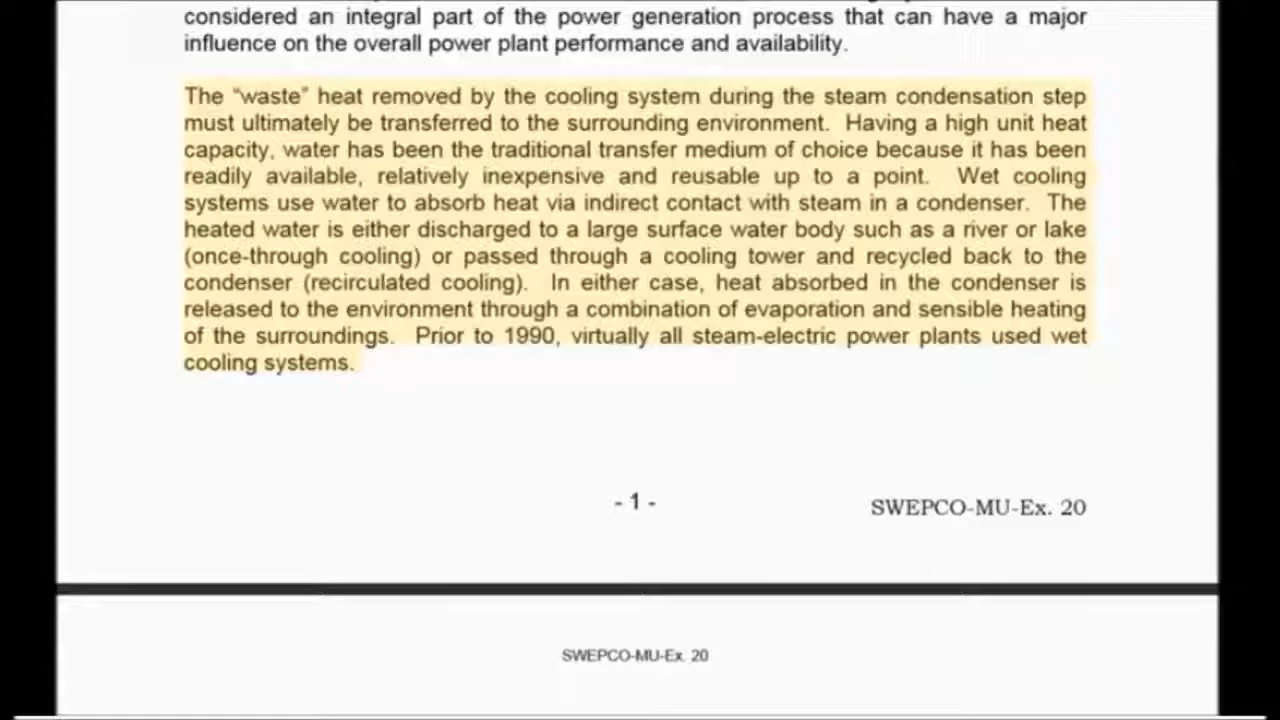 considered an integral part of the power generation process that can have a major
influence on the overall power plant performance and availability.
The “waste” heat removed by the cooling system during the steam condensation step
must ultimately be transferred to the surrounding environment. Having a high unit heat
capacity, water has been the traditional transfer medium of choice because it has been
readily available, relatively inexpensive and reusable up to a point. Wet cooling
systems use water to absorb heat via indirect contact with steam in a condenser. The
heated water is either discharged to a large surface water body such as a river or lake
(once-through cooling) or passed through a cooling tower and recycled back to the
condenser (recirculated cooling). In either case, heat absorbed in the condenser is
released to the environment through a combination of evaporation and sensible heating
of the surroundings. Prior to 1990, virtually all steam-electric power plants used wet
cooling systems.
- 1 -
SWEPCO-MU-Ex. 20
SWEPCO-MU-Ex. 20